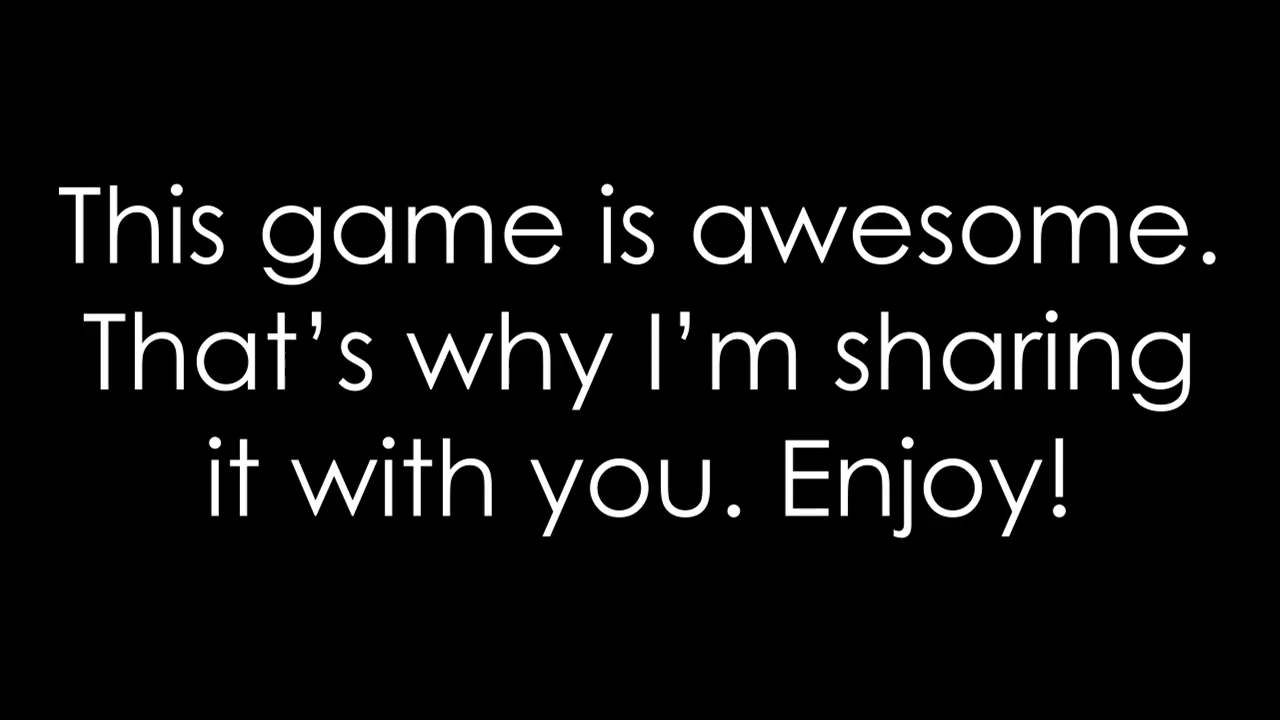 This game is awesome.
That’s why I’m sharing
it with you. Enjoy!